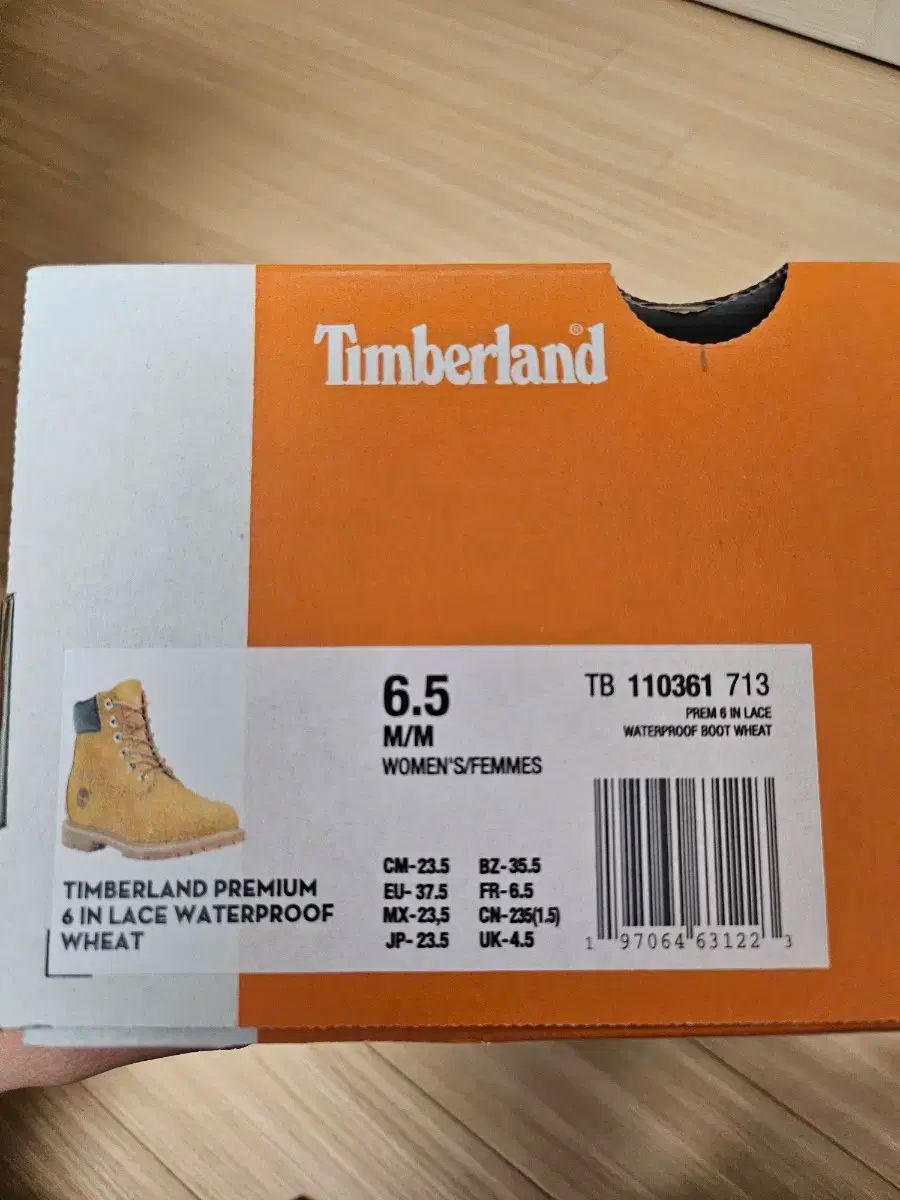 Timberland®
6.5
M/M
WOMEN'S/FEMMES
TB 110361 713
PREM 6 IN LACE
WATERPROOF BOOT WHEAT
CM-23.5 BZ-35.5
EU-37.5 FR-6.5
MX-23,5 CN-235(1.5)
JP-23.5 UK-4.5
TIMBERLAND PREMIUM
6 IN LACE WATERPROOF
WHEAT
1 97064 63122 3